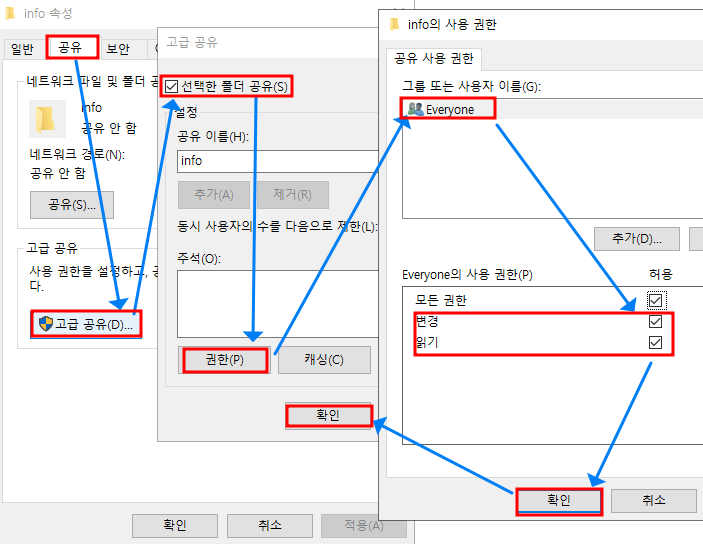 info 속성
일반
공유
보안
네트워크 파일 및 폴더 공
info
공유 안 함
네트워크 경로(N):
공유 안 함
공유(S)...
고급 공유
사용 권한을 설정하고, 공
다.
고급 공유(D)...
확인
취소
적용(A)
고급 공유
선택한 폴더 공유(S)
설정
공유 이름(H):
info
추가(A)
제거(R)
동시 사용자의 수를 다음으로 제한(L):
주석(O):
권한(P)
캐싱(C)
확인
info의 사용 권한
공유 사용 권한
그룹 또는 사용자 이름(G):
Everyone
추가(D)...
Everyone의 사용 권한(P)
허용
모든 권한
변경
읽기
확인
취소